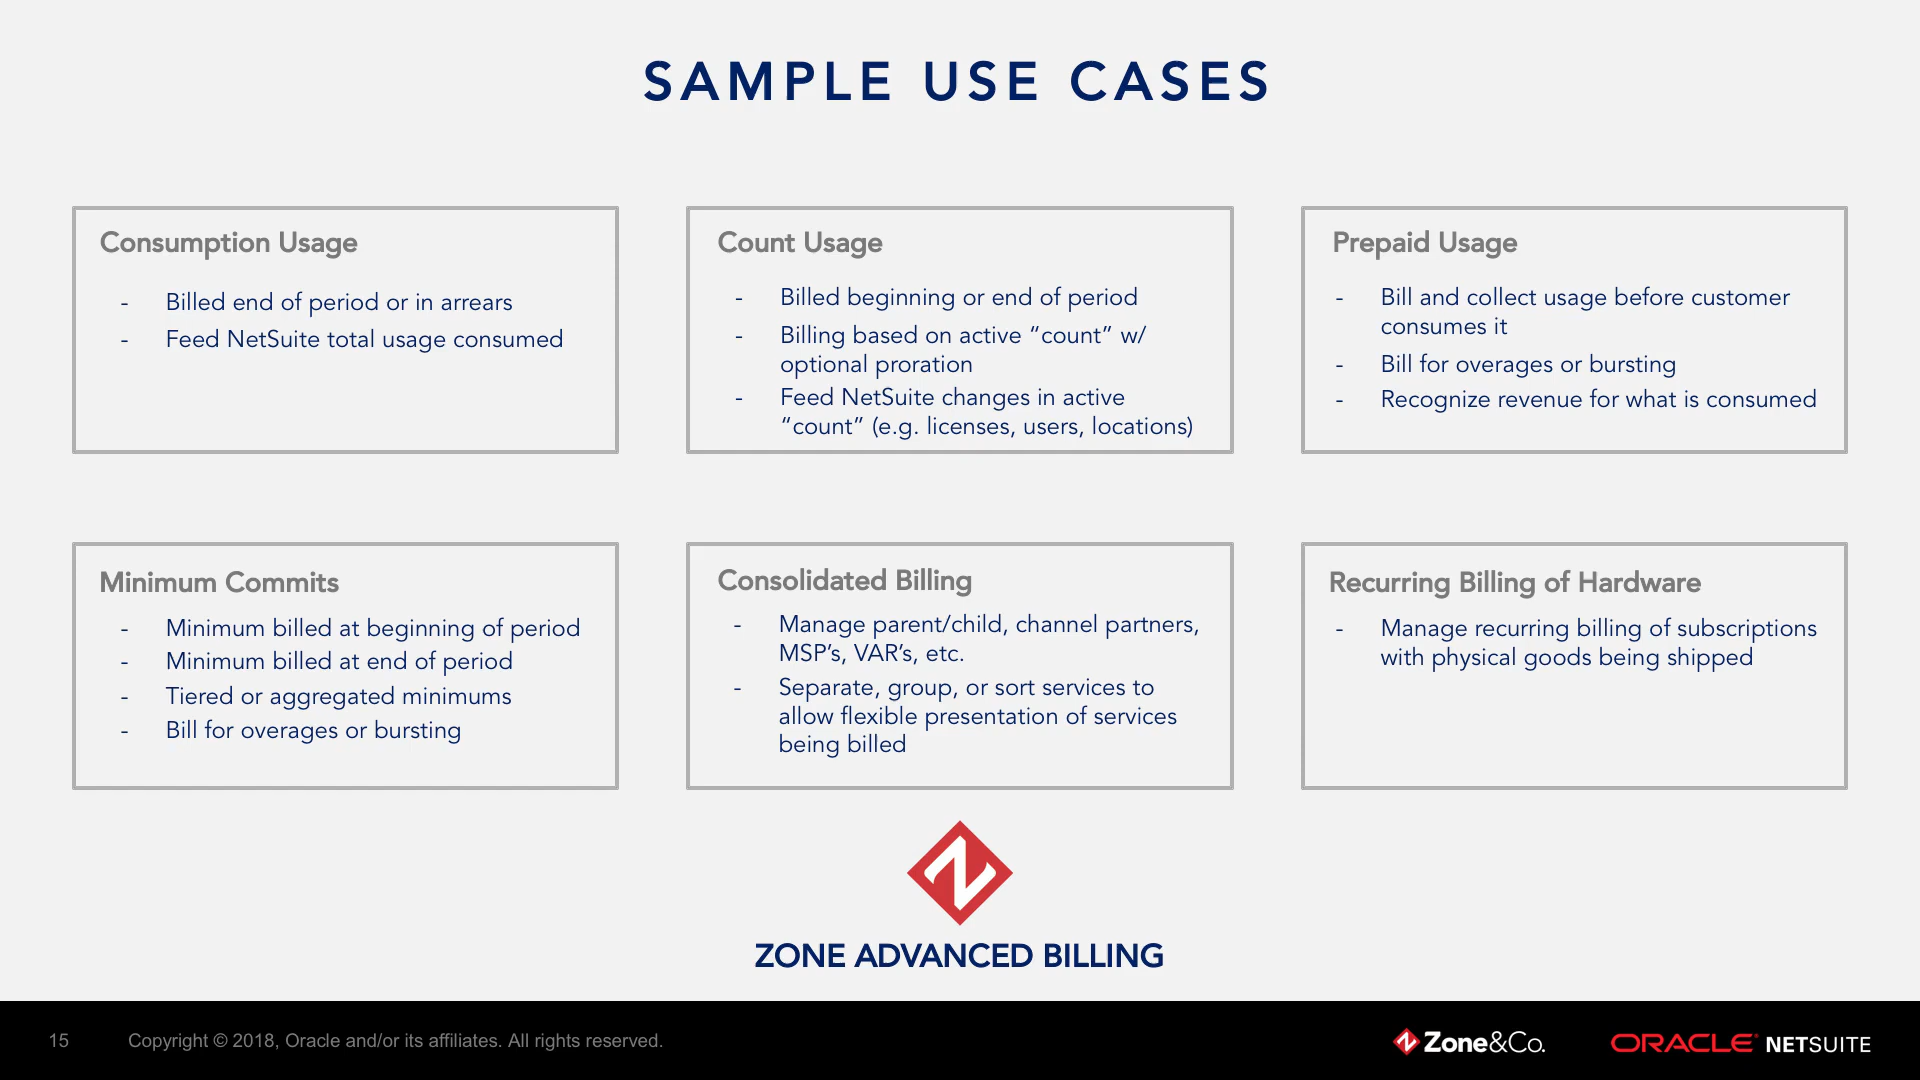 SAMPLE USE CASES
Consumption Usage
- Billed end of period or in arrears
- Feed NetSuite total usage consumed
Count Usage
- Billed beginning or end of period
- Billing based on active “count” w/
optional proration
- Feed NetSuite changes in active
“count” (e.g. licenses, users, locations)
Prepaid Usage
- Bill and collect usage before customer
consumes it
- Bill for overages or bursting
- Recognize revenue for what is consumed
Minimum Commits
- Minimum billed at beginning of period
- Minimum billed at end of period
- Tiered or aggregated minimums
- Bill for overages or bursting
Consolidated Billing
- Manage parent/child, channel partners,
MSP’s, VAR’s, etc.
- Separate, group, or sort services to
allow flexible presentation of services
being billed
Recurring Billing of Hardware
- Manage recurring billing of subscriptions
with physical goods being shipped
ZONE ADVANCED BILLING
15 Copyright © 2018, Oracle and/or its affiliates. All rights reserved.
Zone&Co.
ORACLE® NETSUITE